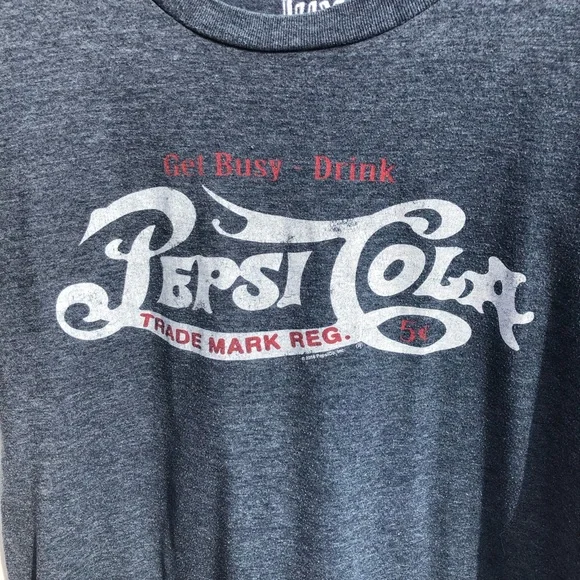 Get Busy - Drink
PEPSI COLA
TRADE MARK REG.
5¢